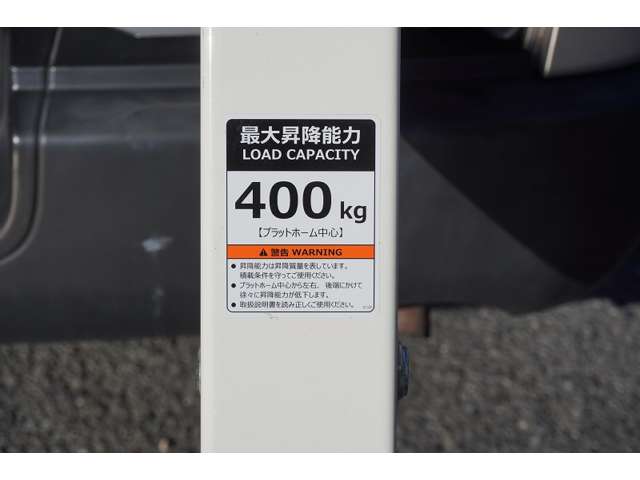 最大昇降能力
LOAD CAPACITY
400 kg
【プラットホーム中心】
⚠ 警告 WARNING
● 昇降能力は昇降質量を表しています。
積載条件を守ってご使用ください。
● プラットホーム中心から左右、後端にかけて
徐々に昇降能力が低下します。
● 取扱説明書を読み正しくご使用ください。